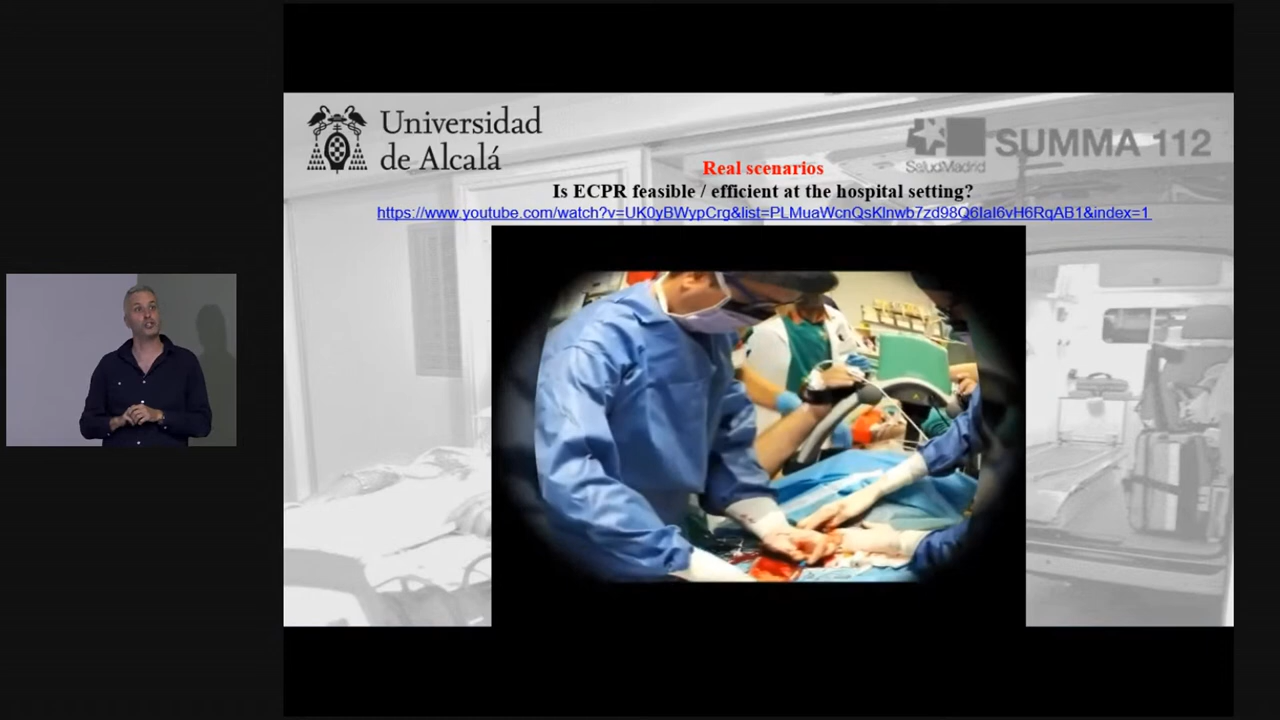 Universidad
de Alcalá
SUMMA 112
SaludMadrid
Real scenarios
Is ECPR feasible / efficient at the hospital setting?
https://www.youtube.com/watch?v=UK0yBWypCrg&list=PLMuaWcnQsKlnwb7zd98Q6IaI6vH6RqAB1&index=1